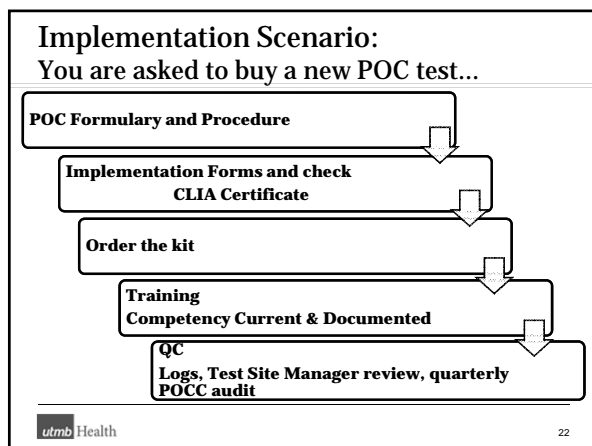 Implementation Scenario:
You are asked to buy a new POC test...
POC Formulary and Procedure
Implementation Forms and check
CLIA Certificate
Order the kit
Training
Competency Current & Documented
QC
Logs, Test Site Manager review, quarterly
POCC audit
utmb Health
22